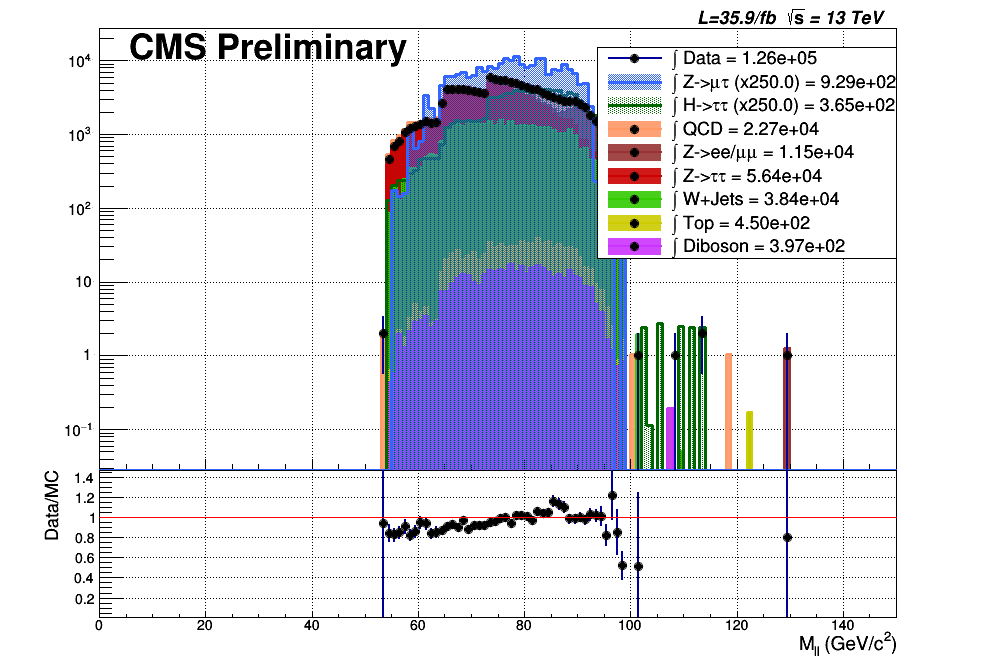 L=35.9/fb √s = 13 TeV
CMS Preliminary
∫ Data = 1.26e+05
∫ Z->μτ (x250.0) = 9.29e+02
∫ H->ττ (x250.0) = 3.65e+02
∫ QCD = 2.27e+04
∫ Z->ee/μμ = 1.15e+04
∫ Z->ττ = 5.64e+04
∫ W+Jets = 3.84e+04
∫ Top = 4.50e+02
∫ Diboson = 3.97e+02
10⁴
10³
10²
10
1
10⁻¹
Data/MC
1.4
1.2
1
0.8
0.6
0.4
0.2
0 20 40 60 80 100 120 140
M_ll (GeV/c²)